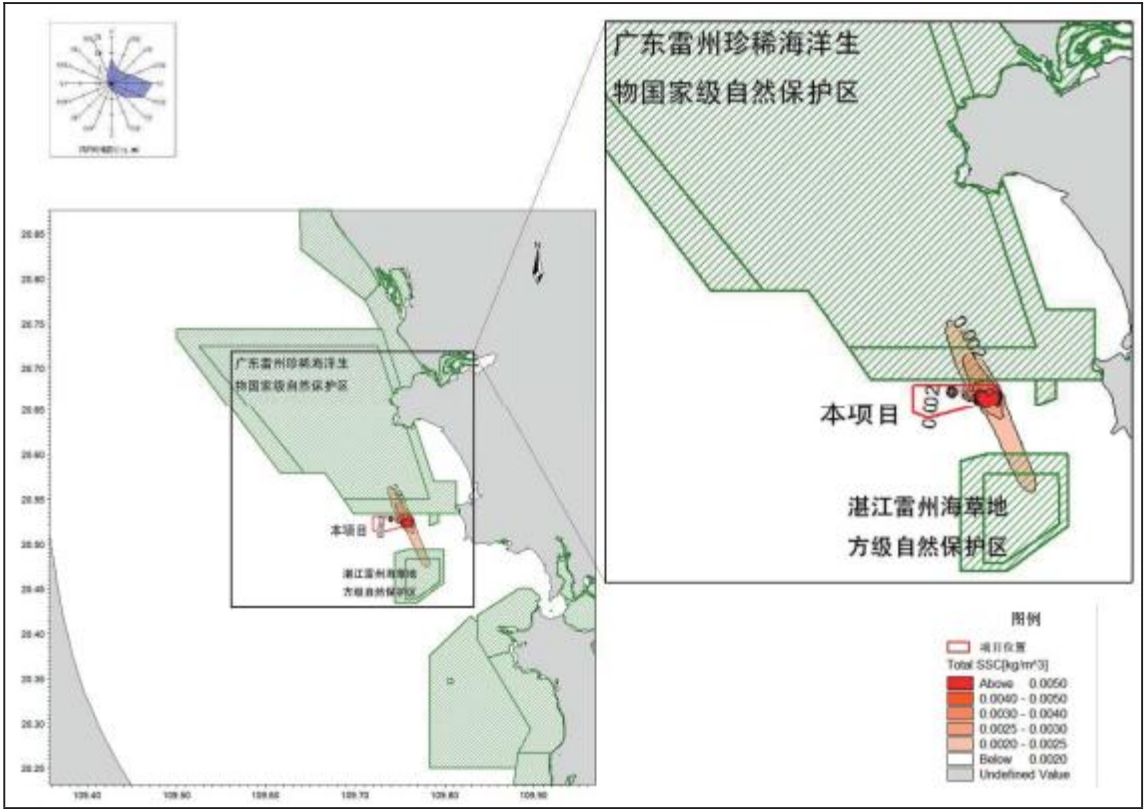 广东雷州珍稀海洋生
物国家级自然保护区
0.002
本项目
湛江雷州海草地
方级自然保护区
N
20.85
20.80
20.75
20.70
20.65
20.60
20.55
20.50
20.45
20.40
20.35
20.30
20.25
广东雷州珍稀海洋生
物国家级自然保护区
本项目
湛江雷州海草地
方级自然保护区
109.40
109.50
109.60
109.70
109.80
109.90
图例
项目位置
Total SSC[kg/m^3]
Above 0.0050
0.0040 - 0.0050
0.0030 - 0.0040
0.0025 - 0.0030
0.0020 - 0.0025
Below 0.0020
Undefined Value